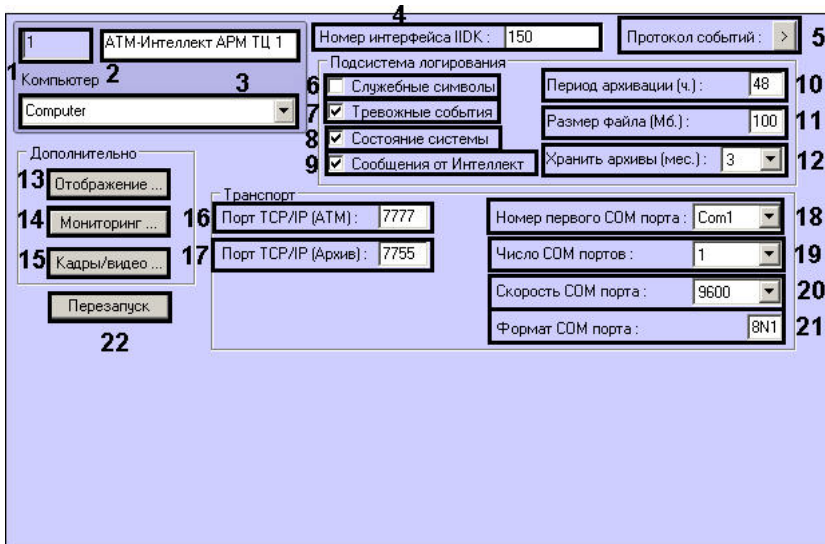 4
1 АТМ-Интеллект АРМ ТЦ 1 Номер интерфейса IIDK : 150 Протокол событий : > 5
1 2
Компьютер 3
Computer
Подсистема логирования
6 Служебные символы Период архивации (ч.) : 48 10
7 Тревожные события Размер файла (Мб.) : 100 11
8 Состояние системы
9 Сообщения от Интеллект Хранить архивы (мес.) : 3 12
Дополнительно
13 Отображение ...
14 Мониторинг ...
15 Кадры/видео ...
Перезапуск
22
Транспорт
16 Порт TCP/IP (ATM) : 7777 Номер первого COM порта : Com1 18
17 Порт TCP/IP (Архив) : 7755 Число COM портов : 1 19
Скорость COM порта : 9600 20
Формат COM порта : 8N1 21